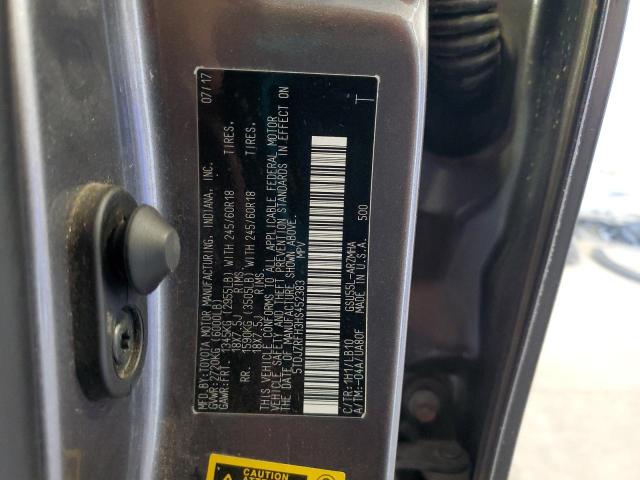 MFD.BY:TOYOTA MOTOR MANUFACTURING, INDIANA, INC. 07/17
GVWR:2720KG (6000LB)
GAWR:FRT. 1345KG (2955LB) WITH 245/60R18 TIRES,
18X7.5J RIMS,
RR. 1590KG (3505LB) WITH 245/60R18 TIRES,
18X7.5J RIMS,
THIS VEHICLE CONFORMS TO ALL APPLICABLE FEDERAL MOTOR
VEHICLE SAFETY AND THEFT PREVENTION STANDARDS IN EFFECT ON
THE DATE OF MANUFACTURE SHOWN ABOVE.
5TDJZRFH3HS452383 MPV
C/TR:1H1/LB10 GSU55L-ARZMHA T
A/TM:-04A/UA80F MADE IN U.S.A. 500
CAUTION